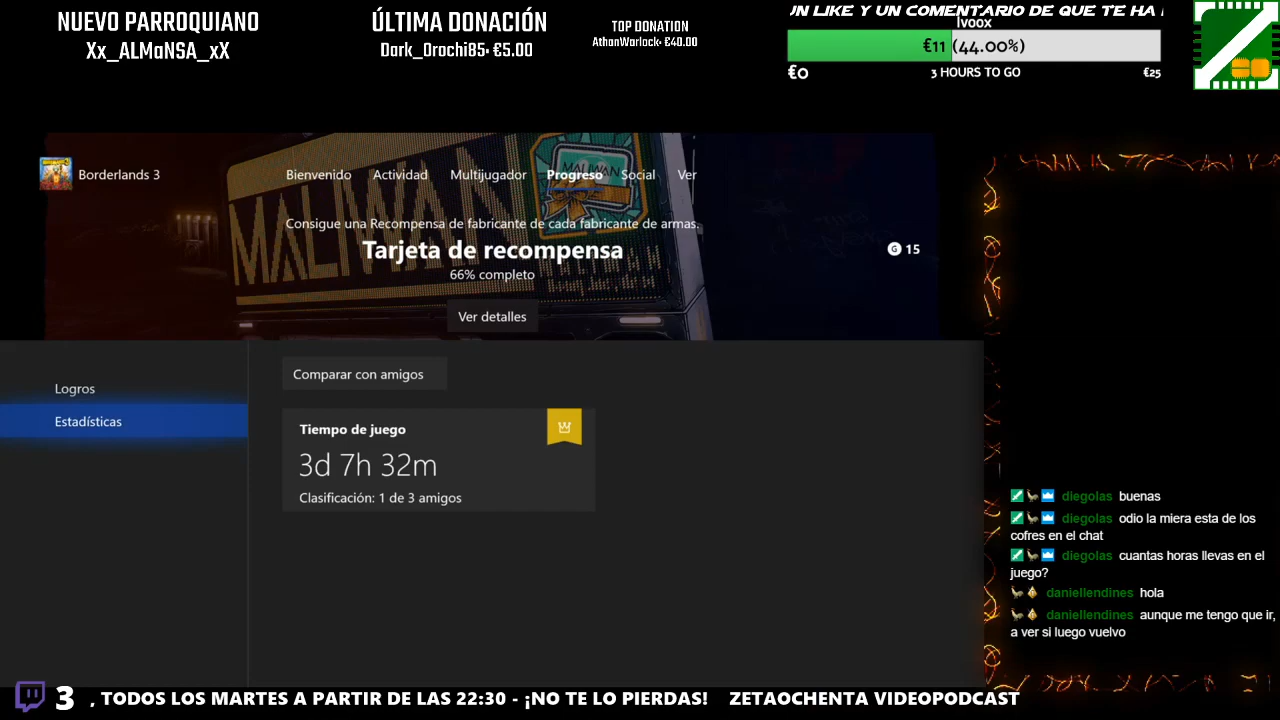 NUEVO PARROQUIANO
Xx_ALMaNSA_xX
ÚLTIMA DONACIÓN
Dark_Orochi85• €5.00
TOP DONATION
AthanWarlock• €40.00
UN LIKE Y UN COMENTARIO DE QUE TE HA
Ivoox
€11 (44.00%)
€0
3 HOURS TO GO
€25
Borderlands 3
Bienvenido
Actividad
Multijugador
Progreso
Social
Ver
MALIWAN
MALIWAN
Consigue una Recompensa de fabricante de cada fabricante de armas.
Tarjeta de recompensa
66% completo
G 15
Ver detalles
Logros
Estadísticas
Comparar con amigos
Tiempo de juego
3d 7h 32m
Clasificación: 1 de 3 amigos
diegolas buenas
diegolas odio la miera esta de los
cofres en el chat
diegolas cuantas horas llevas en el
juego?
daniellendines hola
daniellendines aunque me tengo que ir,
a ver si luego vuelvo
3 , TODOS LOS MARTES A PARTIR DE LAS 22:30 - ¡NO TE LO PIERDAS! ZETAOCHENTA VIDEOPODCAST